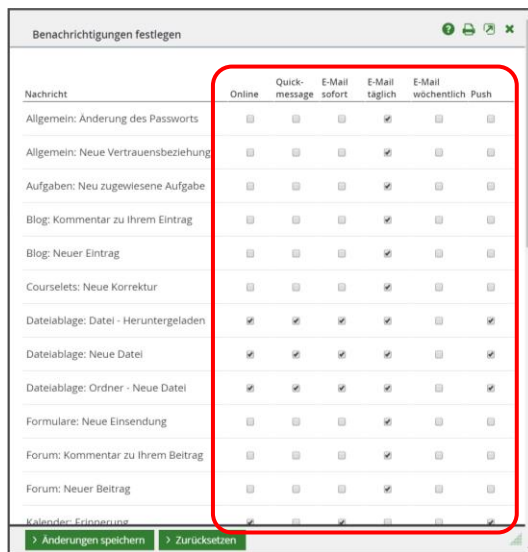 Benachrichtigungen festlegen
Nachricht Online Quick-message E-Mail sofort E-Mail täglich E-Mail wöchentlich Push
Allgemein: Änderung des Passworts
Allgemein: Neue Vertrauensbeziehung
Aufgaben: Neu zugewiesene Aufgabe
Blog: Kommentar zu Ihrem Eintrag
Blog: Neuer Eintrag
Courselets: Neue Korrektur
Dateiablage: Datei - Heruntergeladen
Dateiablage: Neue Datei
Dateiablage: Ordner - Neue Datei
Formulare: Neue Einsendung
Forum: Kommentar zu Ihrem Beitrag
Forum: Neuer Beitrag
Kalender: Erinnerung
> Änderungen speichern > Zurücksetzen